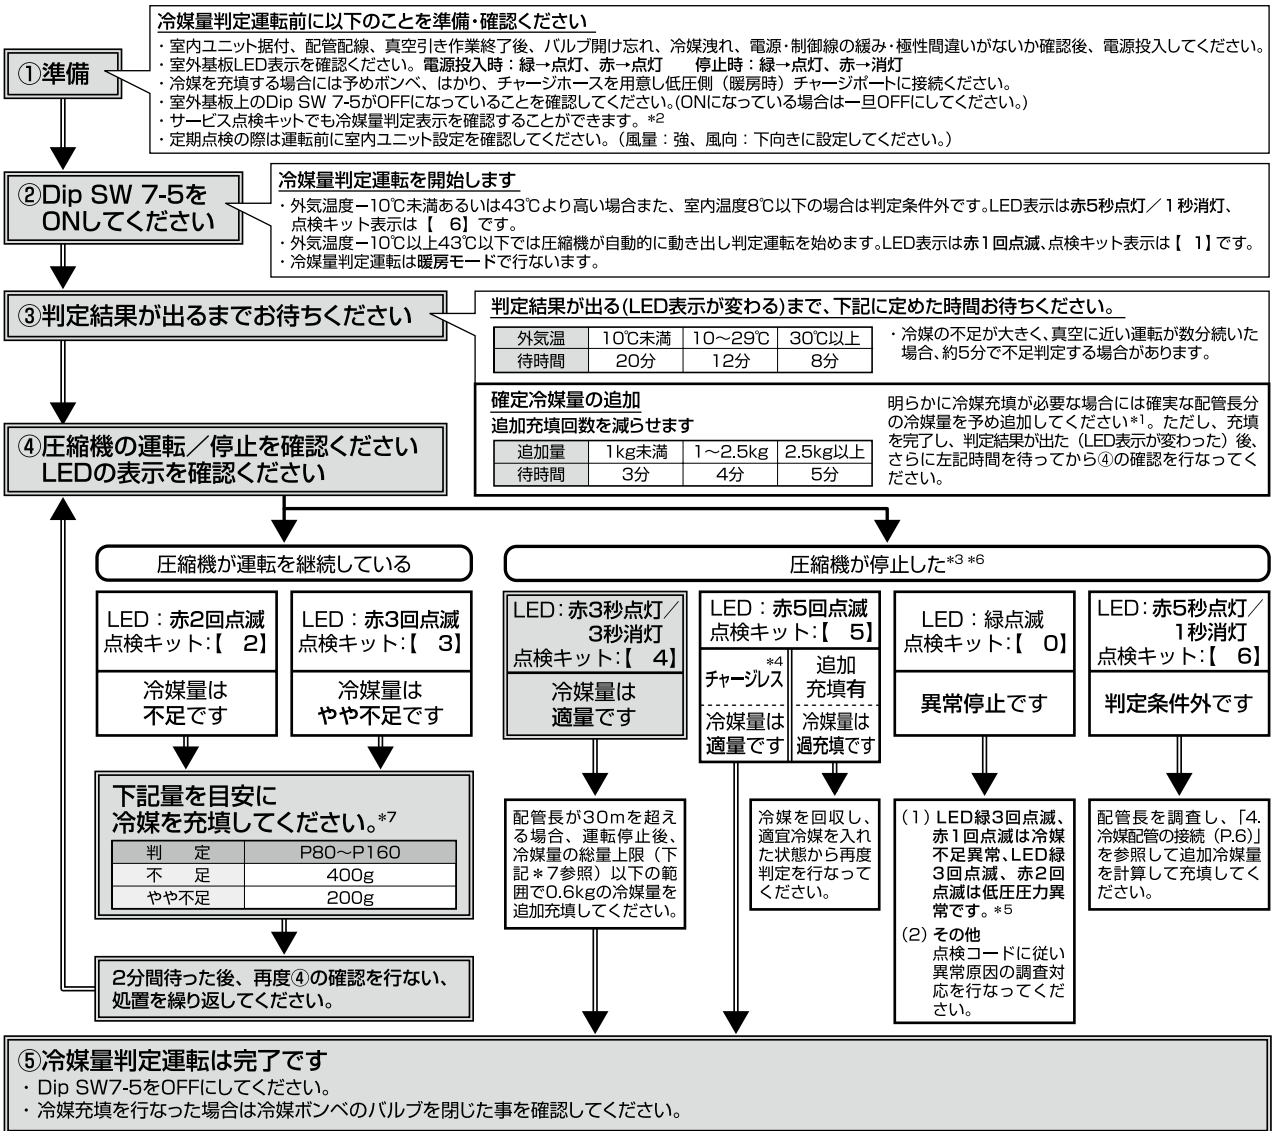 冷媒量判定運転前に以下のことを準備・確認ください
①準備
・室内ユニット据付、配管配線、真空引き作業終了後、バルブ開け忘れ、冷媒洩れ、電源・制御線の緩み・極性間違いがないか確認後、電源投入してください。
・室外基板LED表示を確認ください。電源投入時：緑→点灯、赤→点灯　停止時：緑→点灯、赤→消灯
・冷媒を充填する場合には予めボンベ、はかり、チャージホースを用意し低圧側（暖房時）チャージポートに接続ください。
・室外基板上のDip SW 7-5がOFFになっていることを確認してください。(ONになっている場合は一旦OFFにしてください。)
・サービス点検キットでも冷媒量判定表示を確認することができます。*2
・定期点検の際は運転前に室内ユニット設定を確認してください。（風量：強、風向：下向きに設定してください。）
②Dip SW 7-5を
ONしてください
冷媒量判定運転を開始します
・外気温度－10℃未満あるいは43℃より高い場合また、室内温度8℃以下の場合は判定条件外です。LED表示は赤5秒点灯／1秒消灯、
点検キット表示は【　6】です。
・外気温度－10℃以上43℃以下では圧縮機が自動的に動き出し判定運転を始めます。LED表示は赤1回点滅、点検キット表示は【　1】です。
・冷媒量判定運転は暖房モードで行ないます。
③判定結果が出るまでお待ちください
判定結果が出る(LED表示が変わる)まで、下記に定めた時間お待ちください。
外気温　10℃未満　10～29℃　30℃以上
待時間　20分　12分　8分
・冷媒の不足が大きく、真空に近い運転が数分続いた
場合、約5分で不足判定する場合があります。
確定冷媒量の追加
追加充填回数を減らせます
追加量　1kg未満　1～2.5kg　2.5kg以上
待時間　3分　4分　5分
明らかに冷媒充填が必要な場合には確実な配管長分
の冷媒量を予め追加してください*1。ただし、充填
を完了し、判定結果が出た（LED表示が変わった）後、
さらに左記時間を待ってから④の確認を行なってく
ださい。
④圧縮機の運転／停止を確認ください
LEDの表示を確認ください
圧縮機が運転を継続している
LED：赤2回点滅
点検キット：【　2】
冷媒量は
不足です
LED：赤3回点滅
点検キット：【　3】
冷媒量は
やや不足です
下記量を目安に
冷媒を充填してください。*7
判　定　P80～P160
不　足　400g
やや不足　200g
2分間待った後、再度④の確認を行ない、
処置を繰り返してください。
圧縮機が停止した*3 *6
LED：赤3秒点灯／
3秒消灯
点検キット：【　4】
冷媒量は
適量です
配管長が30mを超え
る場合、運転停止後、
冷媒量の総量上限（下
記＊7参照）以下の範
囲で0.6kgの冷媒量を
追加充填してください。
LED：赤5回点滅
点検キット：【　5】
*4
チャージレス
冷媒量は
適量です
追加
充填有
冷媒量は
過充填です
冷媒を回収し、
適宜冷媒を入れ
た状態から再度
判定を行なって
ください。
LED：緑点滅
点検キット：【　0】
異常停止です
(1) LED緑3回点滅、
赤1回点滅は冷媒
不足異常、LED緑
3回点滅、赤2回
点滅は低圧圧力異
常です。*5
(2) その他
点検コードに従い
異常原因の調査対
応を行なってくだ
さい。
LED：赤5秒点灯／
1秒消灯
点検キット：【　6】
判定条件外です
配管長を調査し、「4.
冷媒配管の接続（P.6）」
を参照して追加冷媒量
を計算して充填してく
ださい。
⑤冷媒量判定運転は完了です
・Dip SW7-5をOFFにしてください。
・冷媒充填を行なった場合は冷媒ボンベのバルブを閉じた事を確認してください。